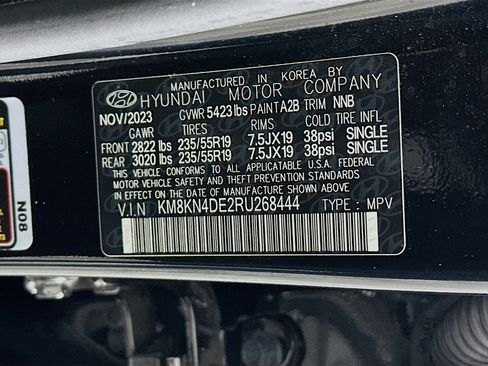 MANUFACTURED IN KOREA BY
HYUNDAI MOTOR COMPANY
NOV/2023 GVWR 5423 lbs PAINT A2B TRIM NNB
GAWR TIRES RIMS COLD TIRE INFL
FRONT 2822 lbs 235/55R19 7.5JX19 38psi SINGLE
REAR 3020 lbs 235/55R19 7.5JX19 38psi SINGLE
THIS VEHICLE CONFORMS TO ALL APPLICABLE FEDERAL
MOTOR VEHICLE SAFETY AND THEFT PREVENTION STANDARDS
IN EFFECT ON THE DATE OF MANUFACTURE SHOWN ABOVE.
V.I.N KM8KN4DE2RU268444 TYPE : MPV
N08